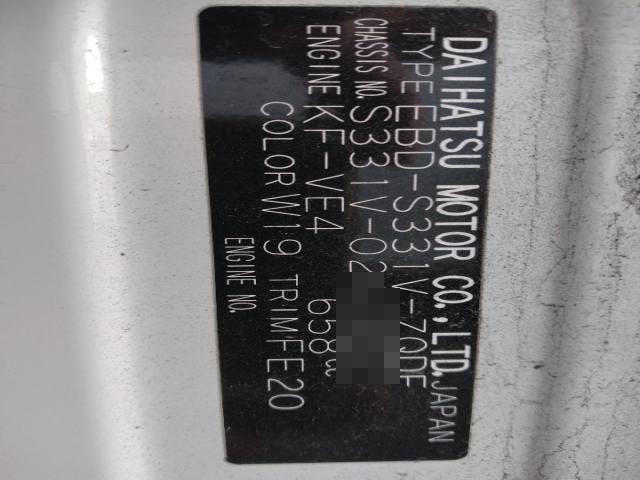 DAIHATSU MOTOR CO., LTD. JAPAN
TYPE EBD-S331V-ZQDF
CHASSIS NO. S331V-02
ENGINE KF-VE4 658
COLOR W19 TRIM FE20
ENGINE NO.